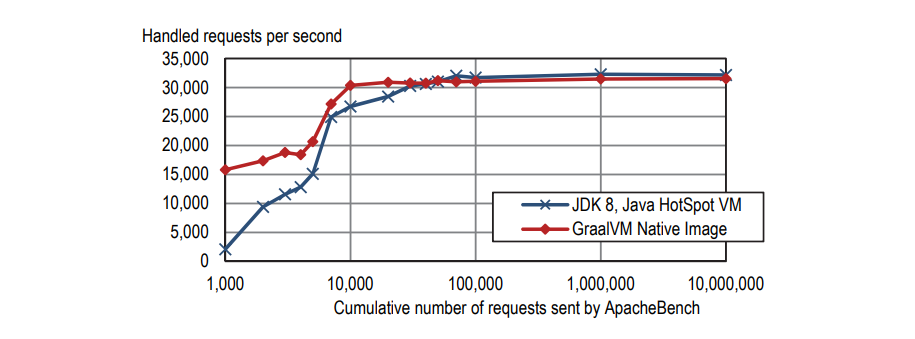 Handled requests per second
35,000
30,000
25,000
20,000
15,000
10,000
5,000
0
JDK 8, Java HotSpot VM
GraalVM Native Image
1,000 10,000 100,000 1,000,000 10,000,000
Cumulative number of requests sent by ApacheBench